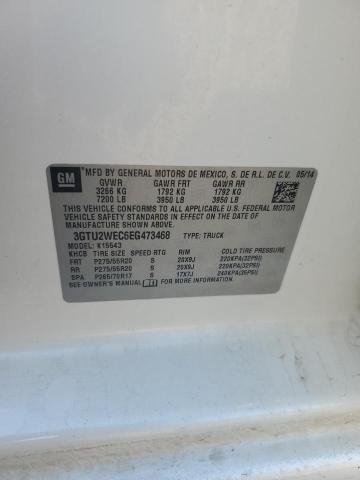 GM
MFD BY GENERAL MOTORS DE MEXICO, S. DE R.L. DE C.V. 05/14
GVWR GAWR FRT GAWR RR
3266 KG 1792 KG 1792 KG
7200 LB 3950 LB 3950 LB
THIS VEHICLE CONFORMS TO ALL APPLICABLE U.S. FEDERAL MOTOR
VEHICLE SAFETY AND THEFT PREVENTION STANDARDS IN EFFECT ON
THE DATE OF MANUFACTURE SHOWN ABOVE.
3GTU2WEC6EG473468 TYPE: TRUCK
MODEL: K15543
KHCB TIRE SIZE SPEED RTG RIM COLD TIRE PRESSURE
FRT P275/55R20 S 20X9J 220KPA(32PSI)
RR P275/55R20 S 20X9J 220KPA(32PSI)
SPA P265/70R17 S 17X7J 240KPA(35PSI)
SEE OWNER'S MANUAL FOR ADDITIONAL INFORMATION.